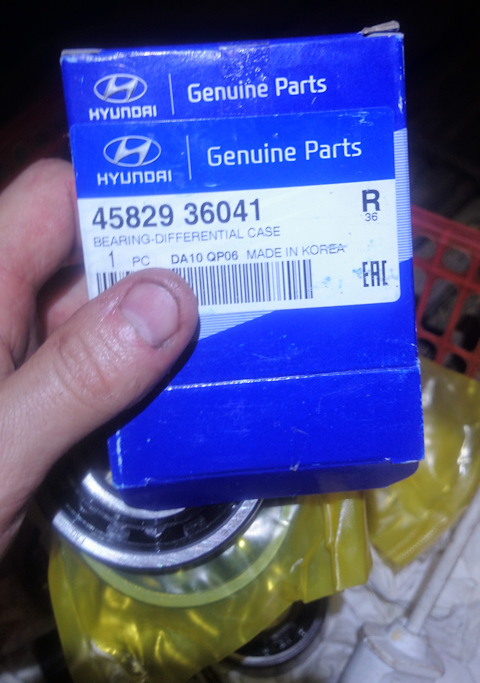 HYUNDAI
Genuine Parts
HYUNDAI
Genuine Parts
45829 36041
R
36
BEARING-DIFFERENTIAL CASE
1 PC DA10 QP06 MADE IN KOREA
EAC